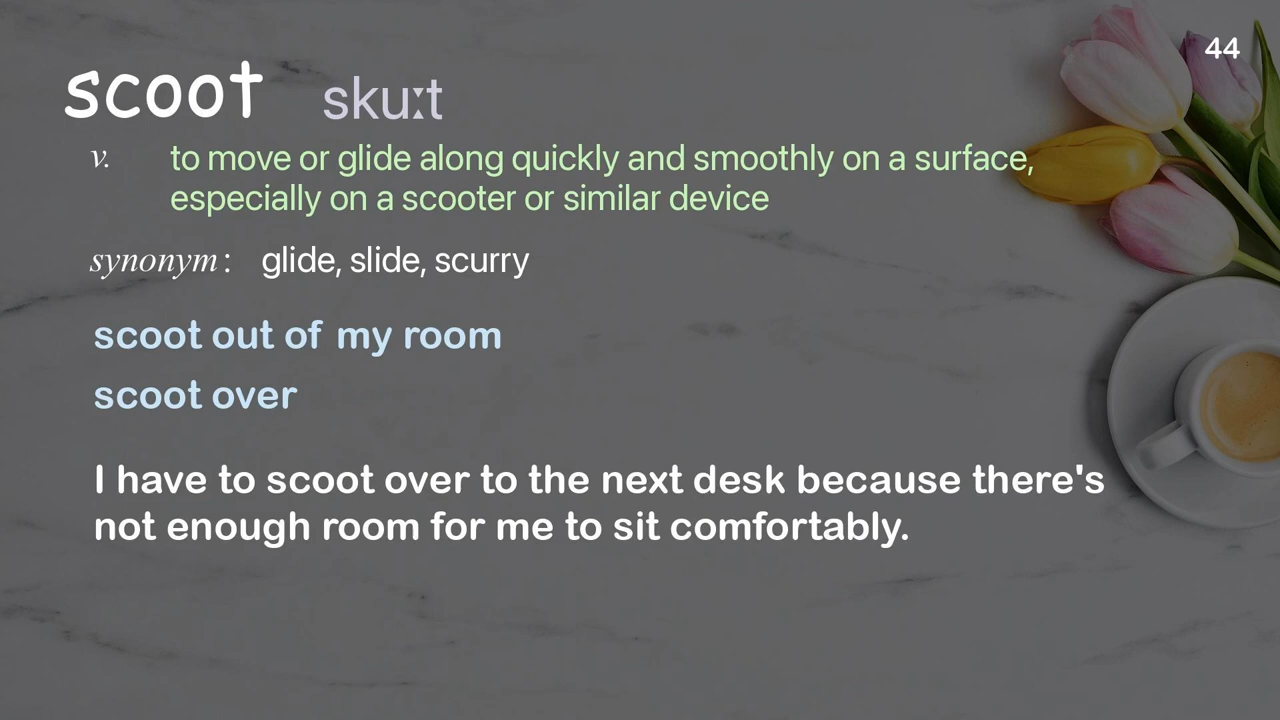 44
scoot skuːt
v. to move or glide along quickly and smoothly on a surface,
especially on a scooter or similar device
synonym : glide, slide, scurry
scoot out of my room
scoot over
I have to scoot over to the next desk because there's
not enough room for me to sit comfortably.